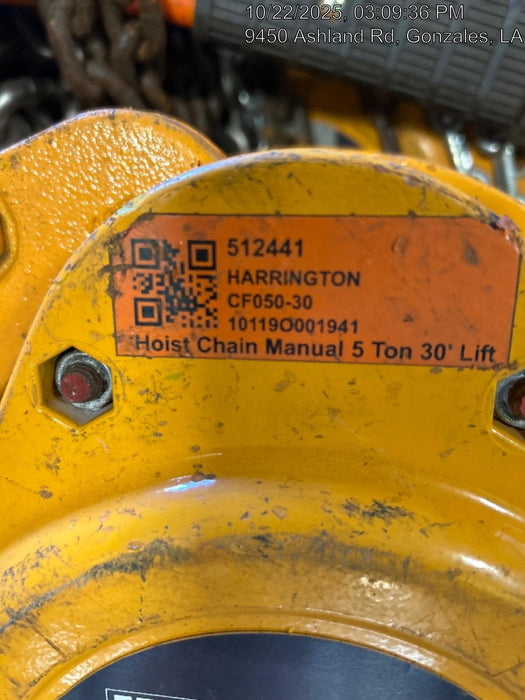 10/22/2025, 03:09:36 PM
9450 Ashland Rd, Gonzales, LA
512441
HARRINGTON
CF050-30
10119O001941
Hoist Chain Manual 5 Ton 30' Lift